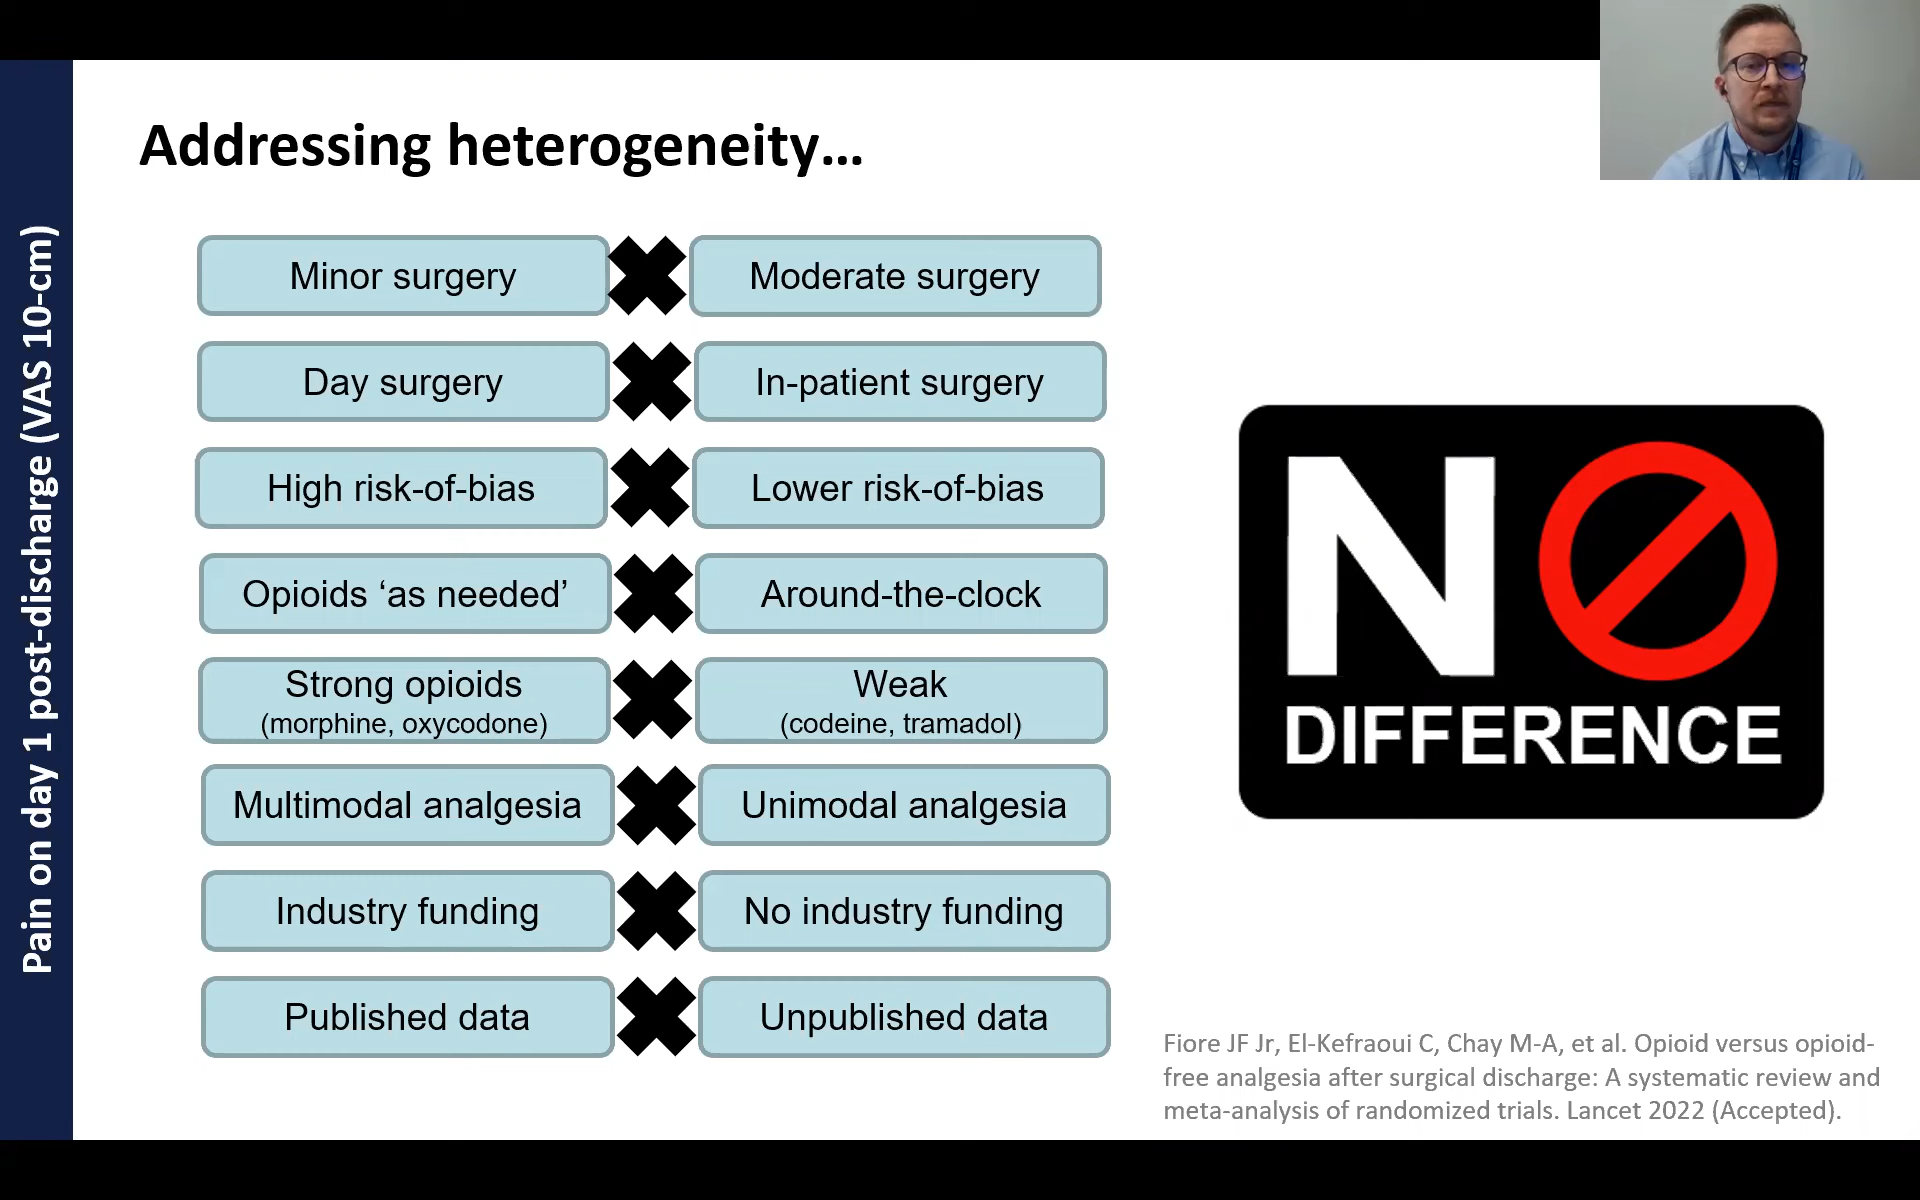 Addressing heterogeneity…
Pain on day 1 post-discharge (VAS 10-cm)
Minor surgery
Moderate surgery
Day surgery
In-patient surgery
High risk-of-bias
Lower risk-of-bias
Opioids ‘as needed’
Around-the-clock
Strong opioids
(morphine, oxycodone)
Weak
(codeine, tramadol)
Multimodal analgesia
Unimodal analgesia
Industry funding
No industry funding
Published data
Unpublished data
NO
DIFFERENCE
Fiore JF Jr, El-Kefraoui C, Chay M-A, et al. Opioid versus opioid-
free analgesia after surgical discharge: A systematic review and
meta-analysis of randomized trials. Lancet 2022 (Accepted).